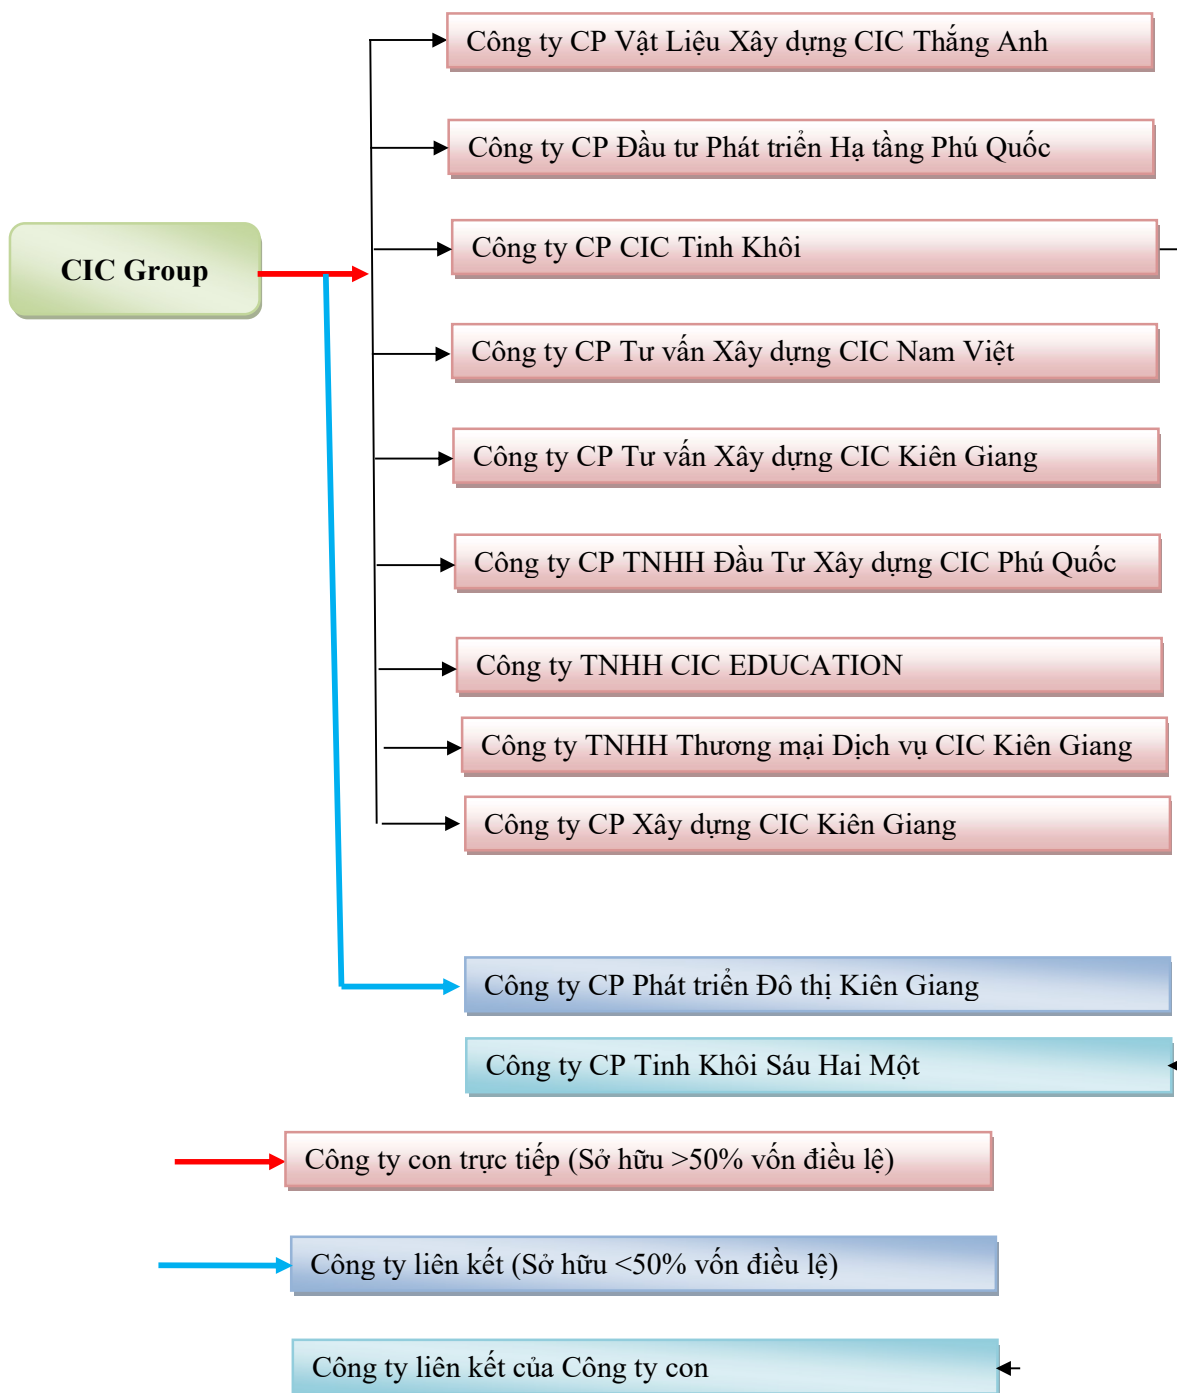 Công ty CP Vật Liệu Xây dựng CIC Thắng Anh
Công ty CP Đầu tư Phát triển Hạ tầng Phú Quốc
Công ty CP CIC Tinh Khôi
CIC Group
Công ty CP Tư vấn Xây dựng CIC Nam Việt
Công ty CP Tư vấn Xây dựng CIC Kiên Giang
Công ty CP TNHH Đầu Tư Xây dựng CIC Phú Quốc
Công ty TNHH CIC EDUCATION
Công ty TNHH Thương mại Dịch vụ CIC Kiên Giang
Công ty CP Xây dựng CIC Kiên Giang
Công ty CP Phát triển Đô thị Kiên Giang
Công ty CP Tinh Khôi Sáu Hai Một
Công ty con trực tiếp (Sở hữu >50% vốn điều lệ)
Công ty liên kết (Sở hữu <50% vốn điều lệ)
Công ty liên kết của Công ty con